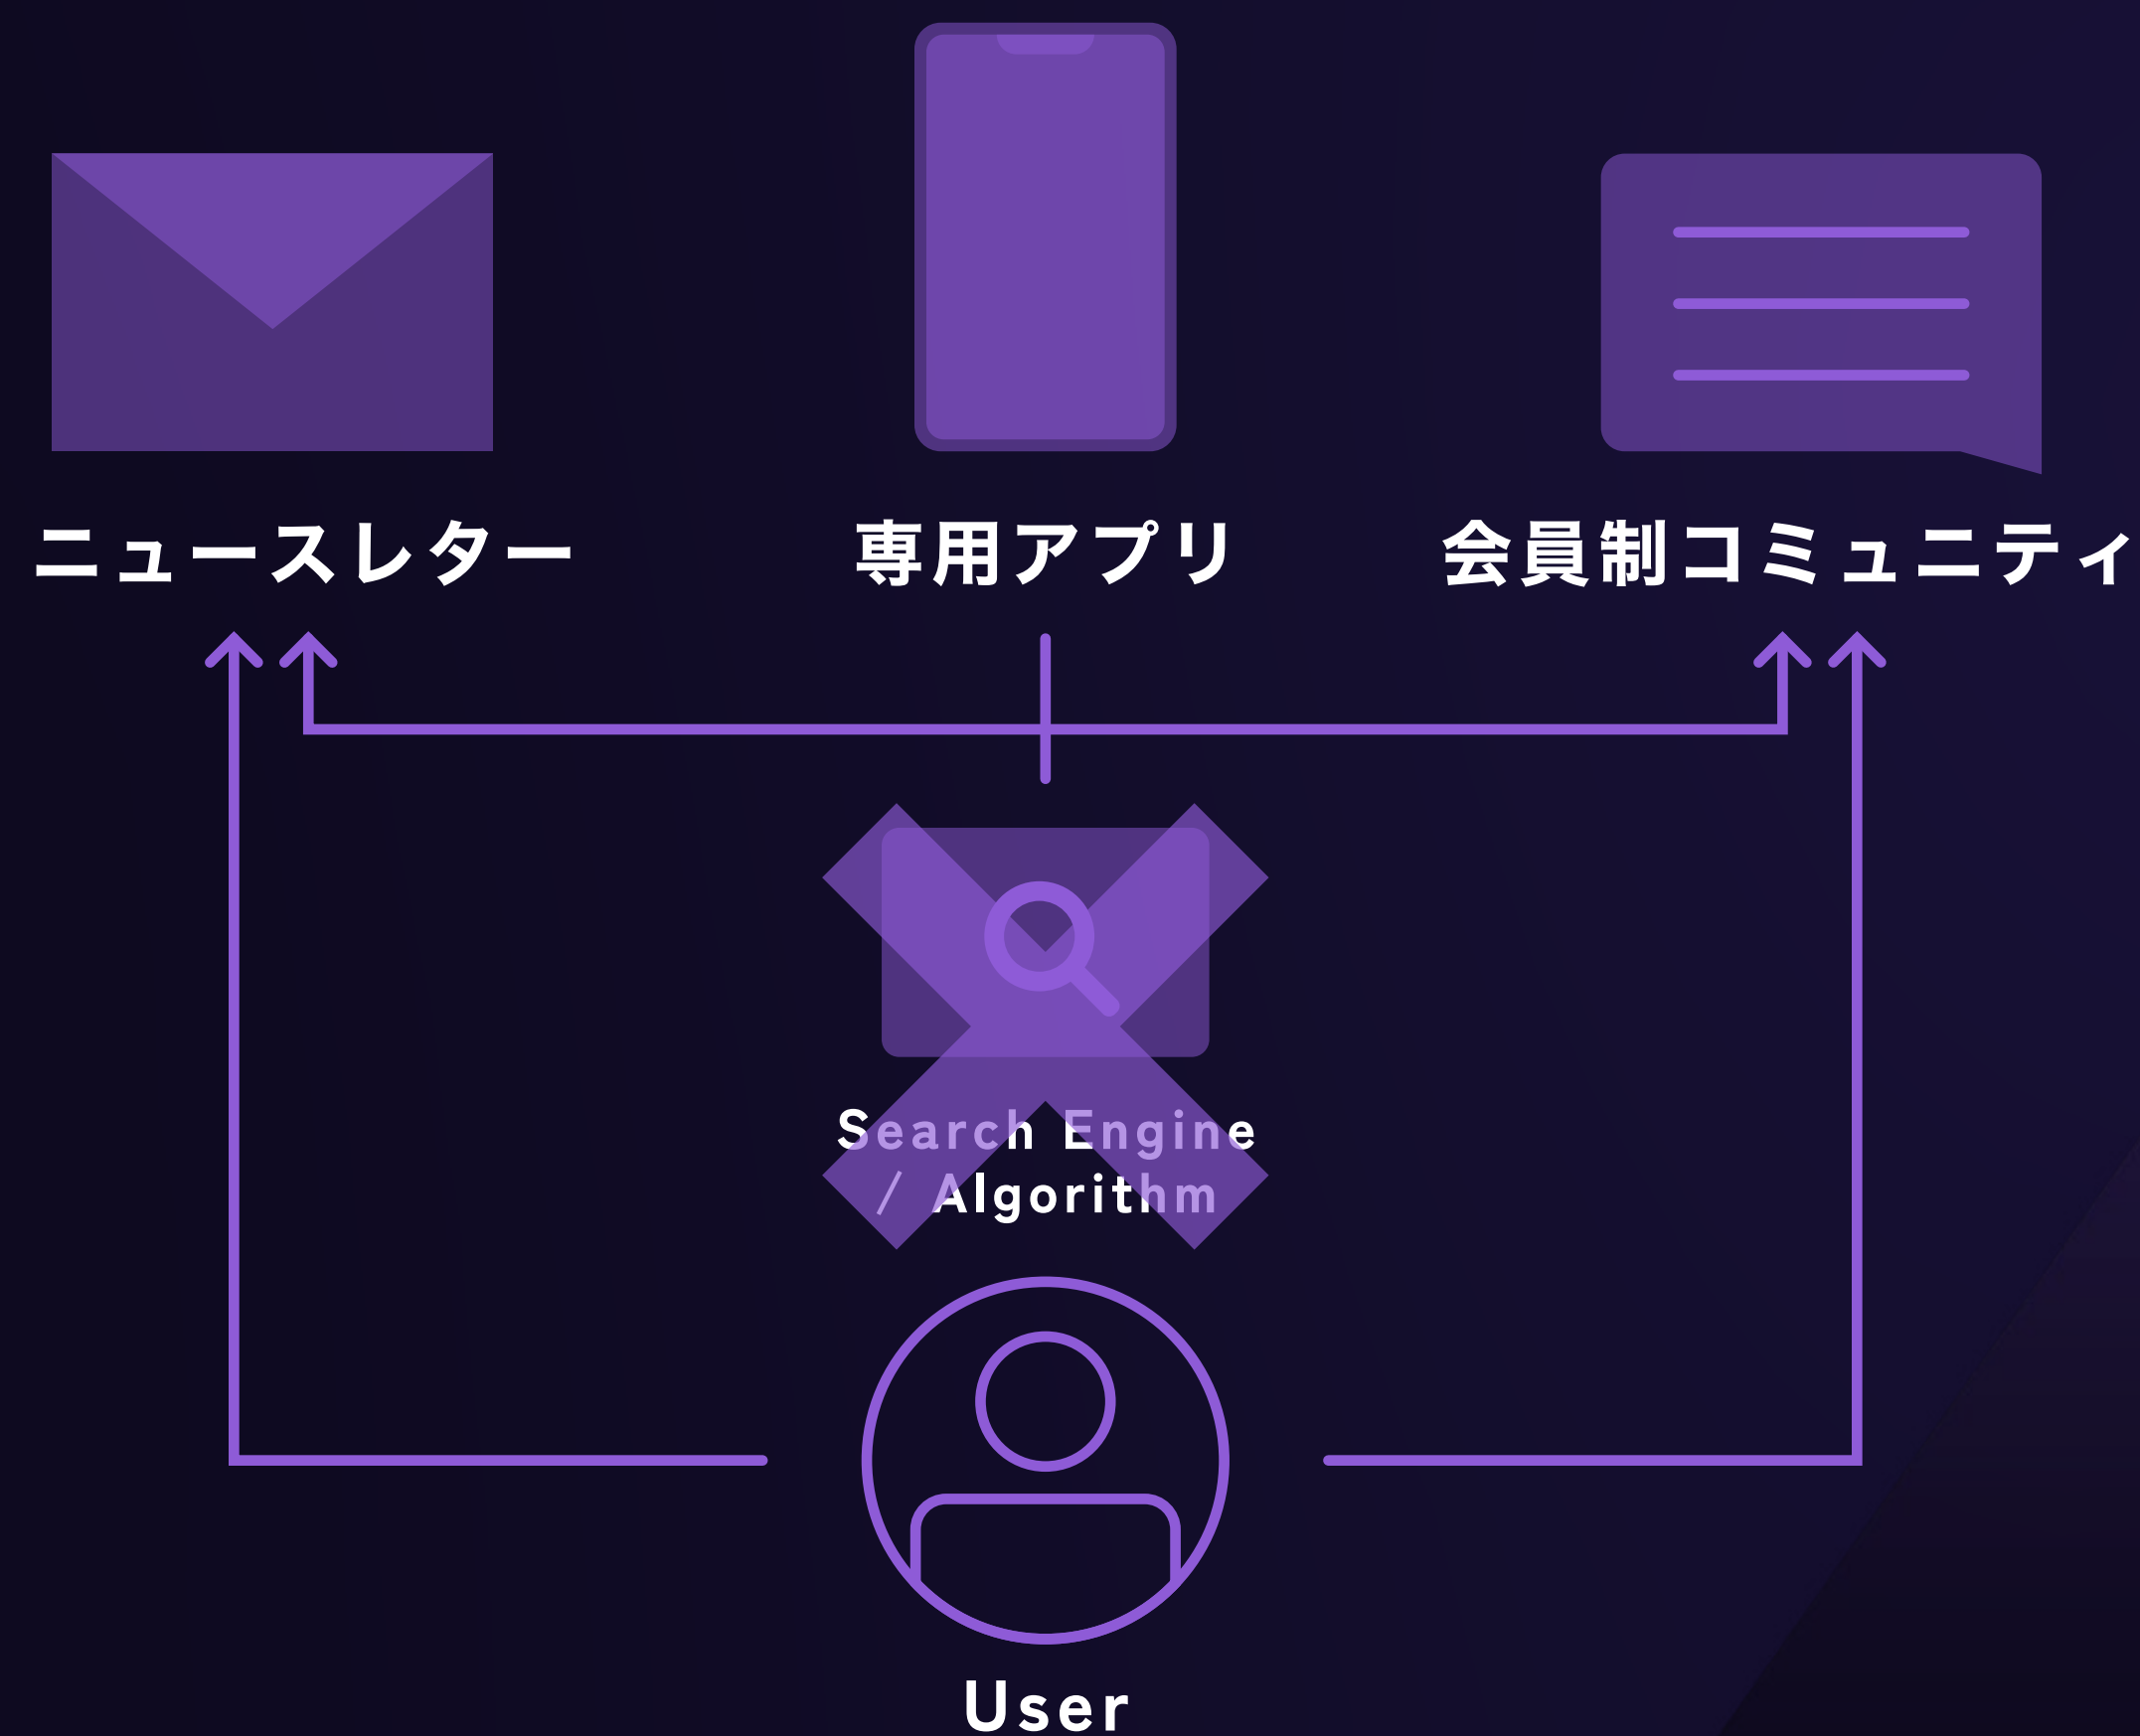 ニュースレター
専用アプリ
会員制コミュニティ
Search Engine
/ Algorithm
User